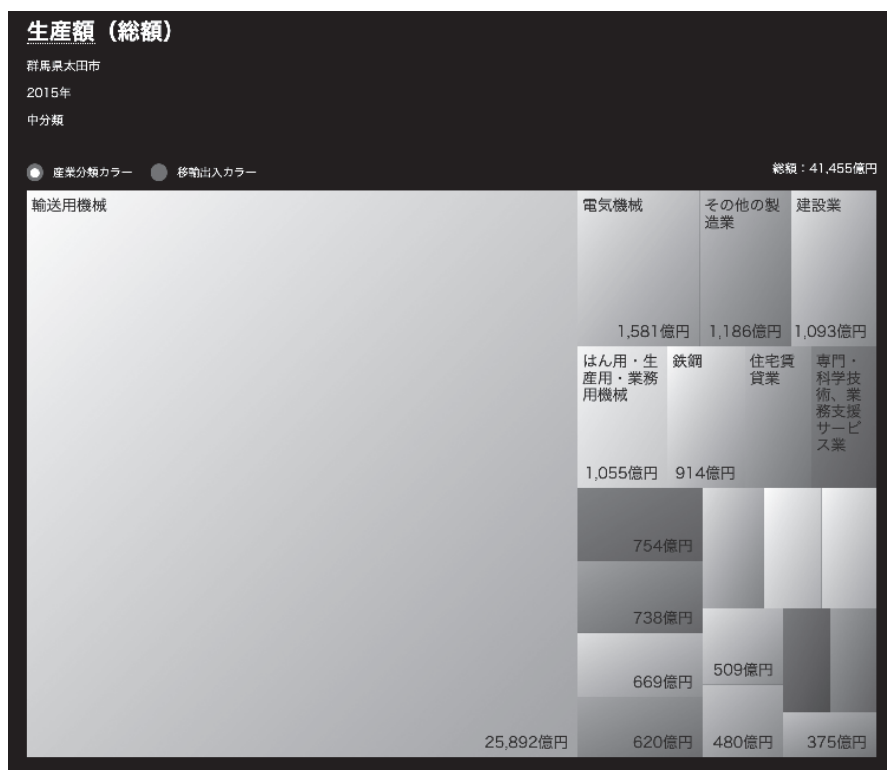 生産額（総額）
群馬県太田市
2015年
中分類
産業分類カラー 移輸出入カラー
総額：41,455億円
輸送用機械
25,892億円
電気機械
1,581億円
その他の製
造業
1,186億円
建設業
1,093億円
はん用・生
産用・業務
用機械
1,055億円
鉄鋼
914億円
住宅賃
貸業
専門・
科学技
術、業
務支援
サービ
ス業
754億円
738億円
669億円
620億円
509億円
480億円
375億円